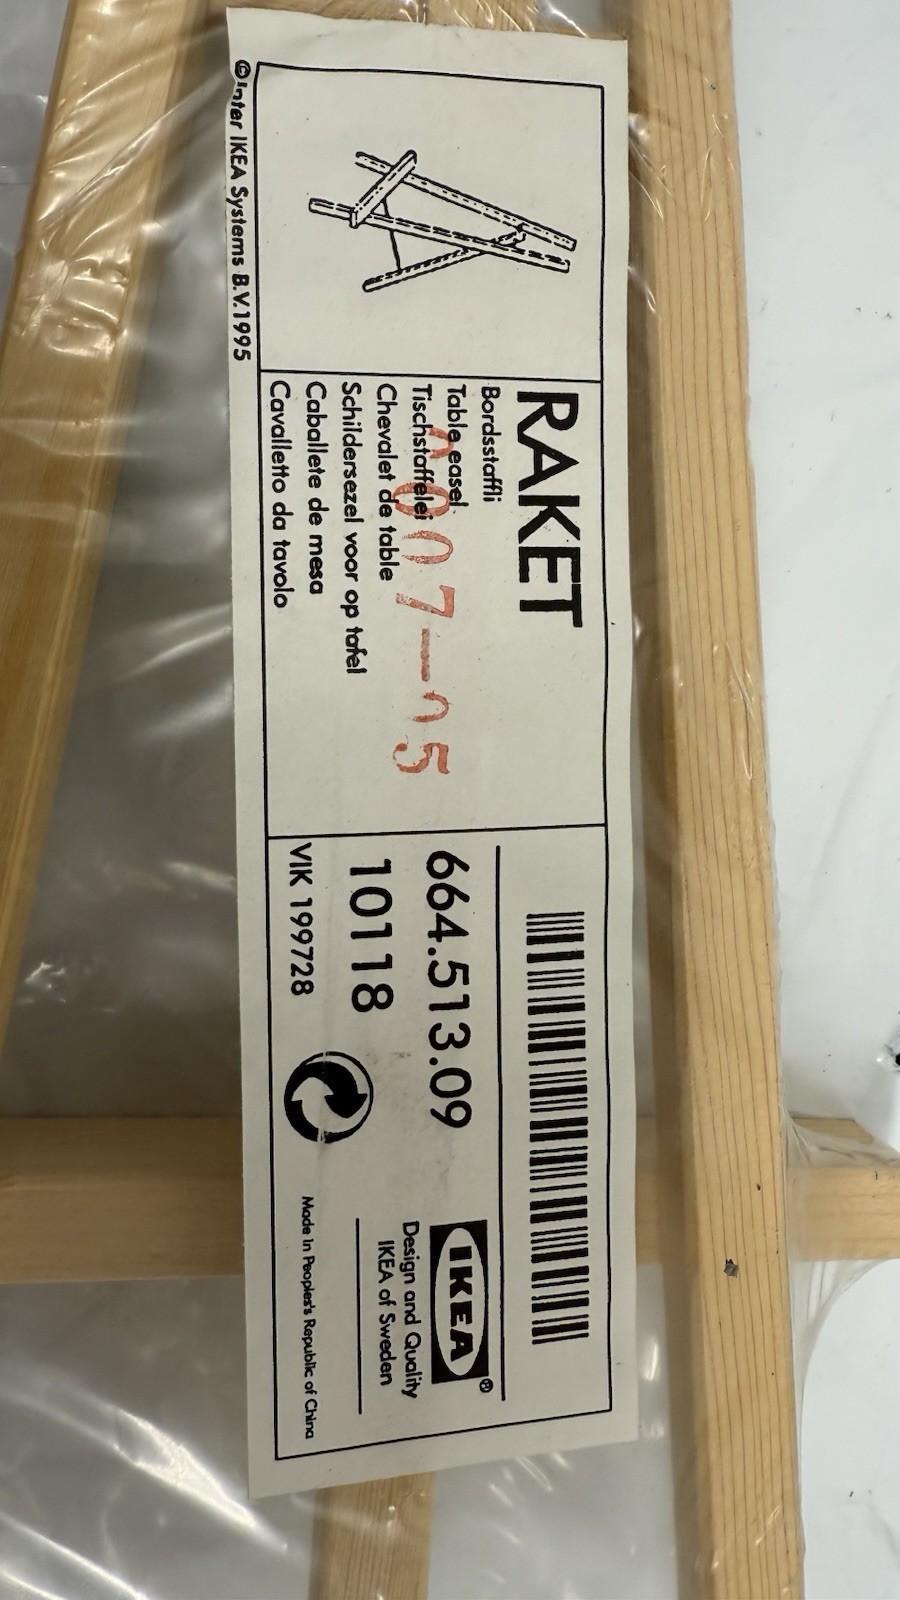 © Inter IKEA Systems B.V.1995
RAKET
Bordsstaffli
Table easel
Tischstaffelei
Chevalet de table
Schildersezel voor op tafel
Caballete de mesa
Cavalletto da tavolo
664.513.09
10118
VIK 199728
IKEA®
Design and Quality
IKEA of Sweden
Made In Peoples's Republic of China